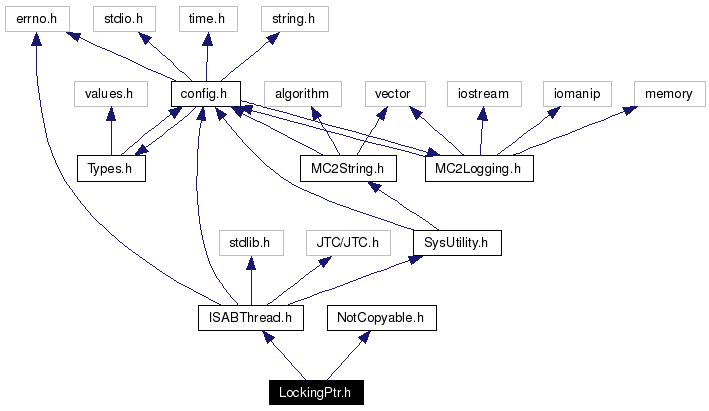 errno.h
stdio.h
time.h
string.h
values.h
config.h
algorithm
vector
iostream
iomanip
memory
Types.h
MC2String.h
MC2Logging.h
stdlib.h
JTC/JTC.h
SysUtility.h
ISABThread.h
NotCopyable.h
LockingPtr.h